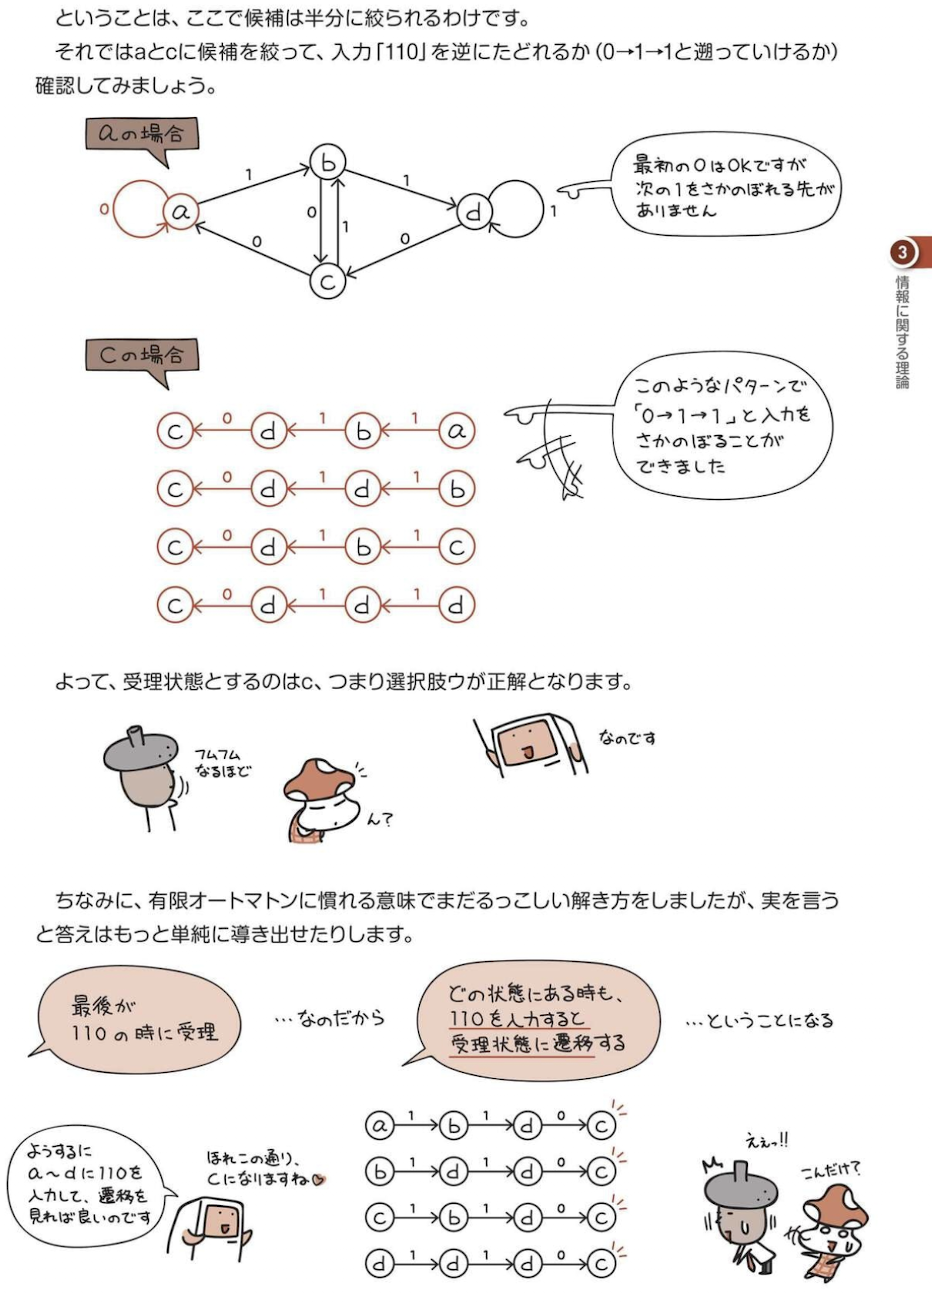 ということは、ここで候補は半分に絞られるわけです。
それではaとcに候補を絞って、入力「110」を逆にたどれるか（0→1→1と遡っていけるか）
確認してみましょう。
aの場合
0
a
1
b
1
0
1
d
1
0
0
c
最初の0はOKですが
次の1をさかのぼれる先が
ありません
3
情報に関する理論
cの場合
c 0 d 1 b 1 a
c 0 d 1 d 1 b
c 0 d 1 b 1 c
c 0 d 1 d 1 d
このようなパターンで
「0→1→1」と入力を
さかのぼることが
できました
よって、受理状態とするのはc、つまり選択肢ウが正解となります。
フムフム
なるほど
ん?
なのです
ちなみに、有限オートマトンに慣れる意味でまだるっこしい解き方をしましたが、実を言う
と答えはもっと単純に導き出せたりします。
最後が
110の時に受理
…なのだから
どの状態にある時も、
110を入力すると
受理状態に遷移する
…ということになる
ようするに
a〜dに110を
入力して、遷移を
見れば良いのです
ほれこの通り、
cになりますね
a 1 b 1 d 0 c
b 1 d 1 d 0 c
c 1 b 1 d 0 c
d 1 d 1 d 0 c
えぇっ!!
こんだけ?